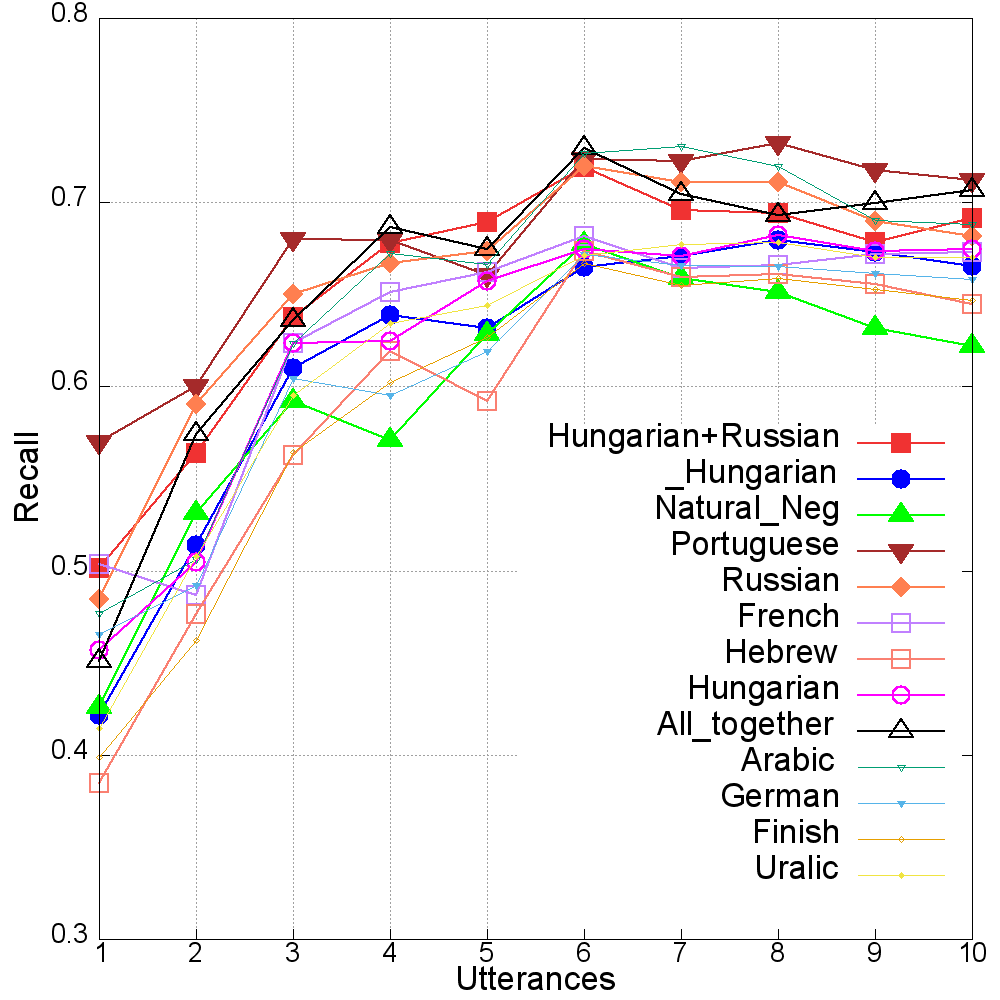 0.8
0.7
0.6
0.5
0.4
0.3
Recall
Hungarian+Russian
_Hungarian
Natural_Neg
Portuguese
Russian
French
Hebrew
Hungarian
All_together
Arabic
German
Finish
Uralic
1 2 3 4 5 6 7 8 9 10
Utterances